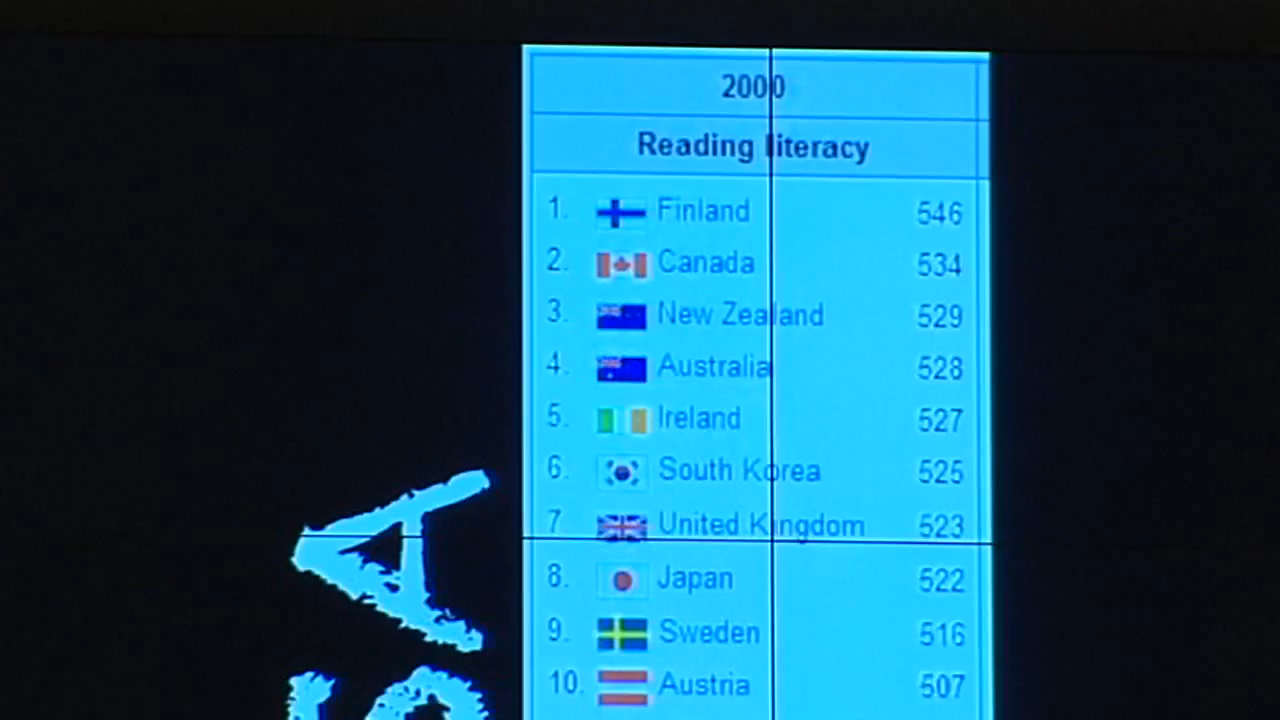 2000
Reading literacy
1. Finland 546
2. Canada 534
3. New Zealand 529
4. Australia 528
5. Ireland 527
6. South Korea 525
7. United Kingdom 523
8. Japan 522
9. Sweden 516
10. Austria 507